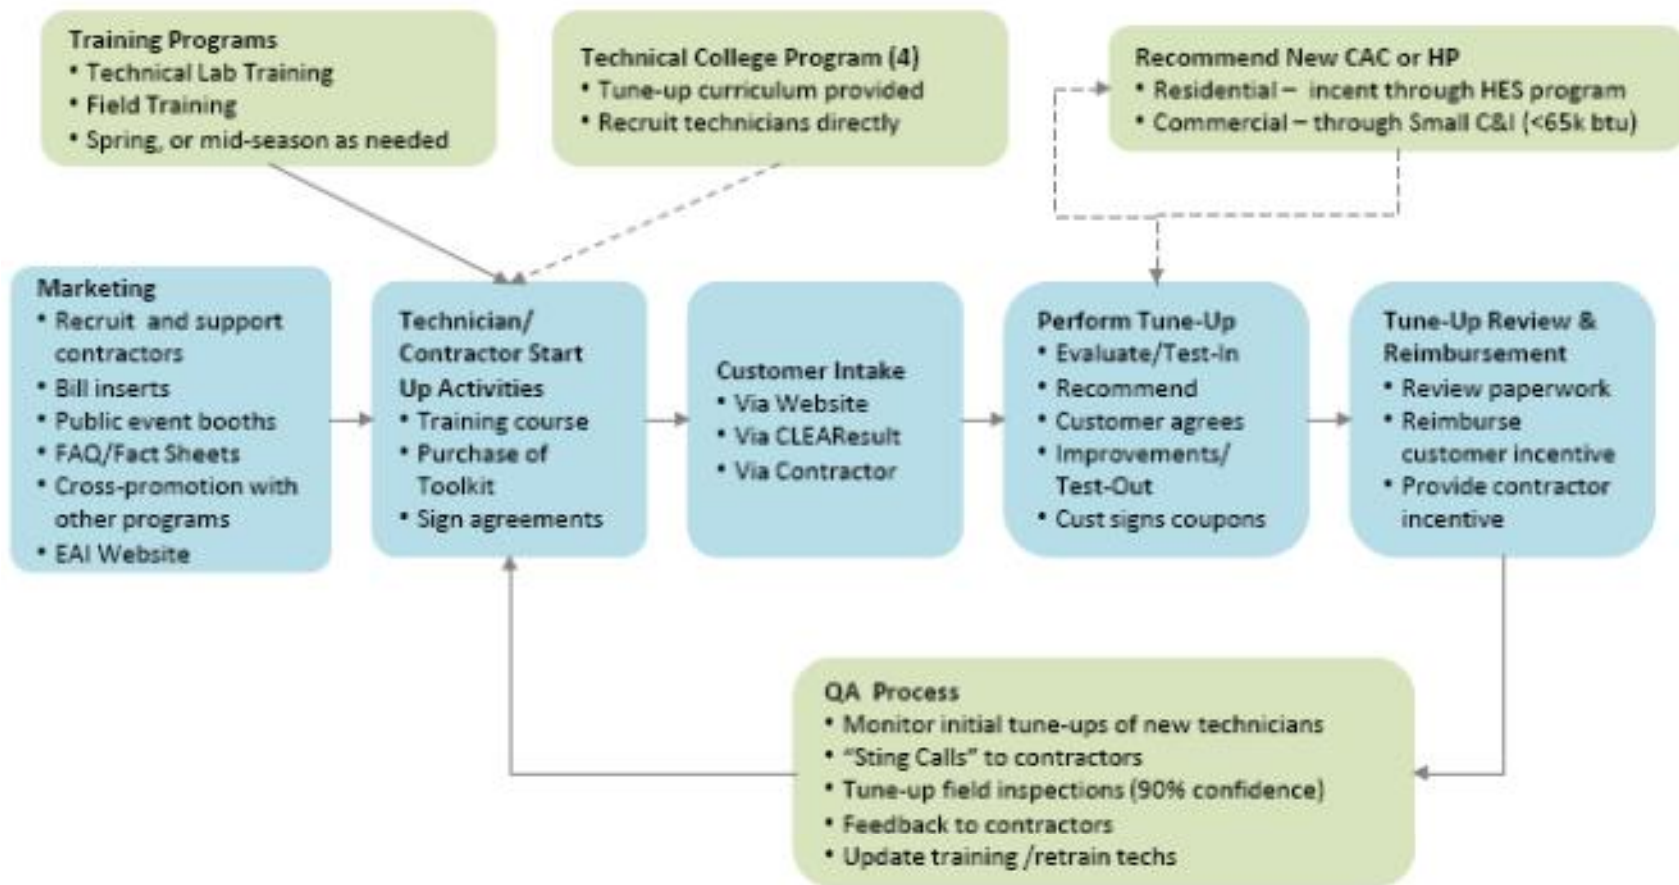 Training Programs
• Technical Lab Training
• Field Training
• Spring, or mid-season as needed
Technical College Program (4)
• Tune-up curriculum provided
• Recruit technicians directly
Recommend New CAC or HP
• Residential – incent through HES program
• Commercial – through Small C&I (<65k btu)
Marketing
• Recruit and support
contractors
• Bill inserts
• Public event booths
• FAQ/Fact Sheets
• Cross-promotion with
other programs
• EAI Website
Technician/
Contractor Start
Up Activities
• Training course
• Purchase of
Toolkit
• Sign agreements
Customer Intake
• Via Website
• Via CLEAResult
• Via Contractor
Perform Tune-Up
• Evaluate/Test-In
• Recommend
• Customer agrees
• Improvements/
Test-Out
• Cust signs coupons
Tune-Up Review &
Reimbursement
• Review paperwork
• Reimburse
customer incentive
• Provide contractor
incentive
QA Process
• Monitor initial tune-ups of new technicians
• “Sting Calls” to contractors
• Tune-up field inspections (90% confidence)
• Feedback to contractors
• Update training /retrain techs